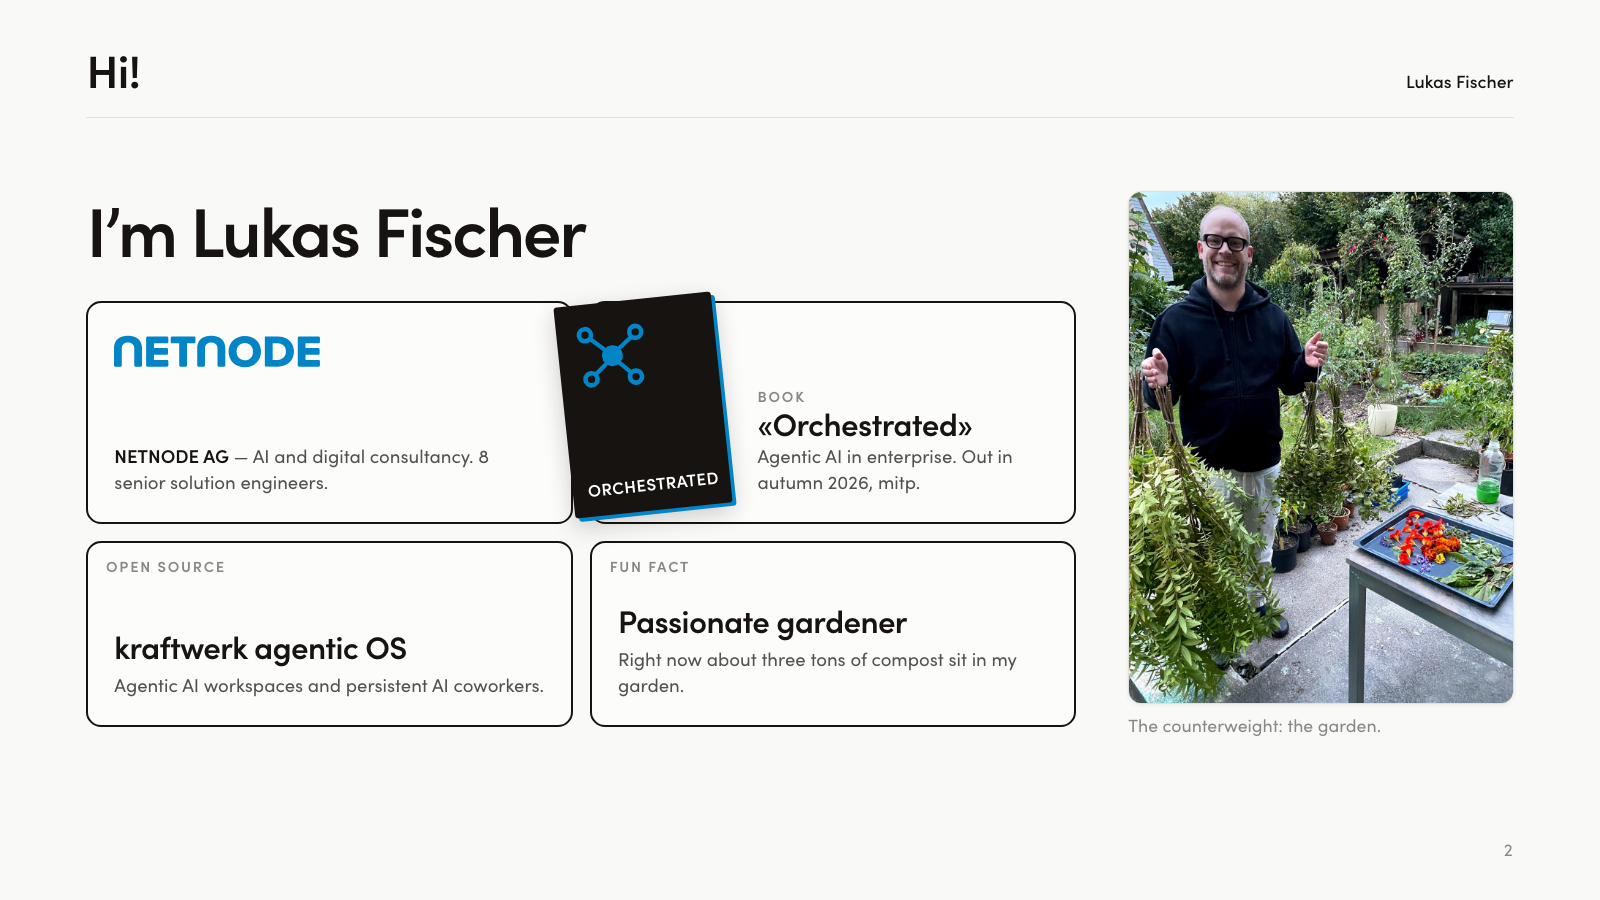 Hi!
Lukas Fischer
I’m Lukas Fischer
NETNODE
NETNODE AG — AI and digital consultancy. 8
senior solution engineers.
ORCHESTRATED
BOOK
«Orchestrated»
Agentic AI in enterprise. Out in
autumn 2026, mitp.
OPEN SOURCE
kraftwerk agentic OS
Agentic AI workspaces and persistent AI coworkers.
FUN FACT
Passionate gardener
Right now about three tons of compost sit in my
garden.
The counterweight: the garden.
2